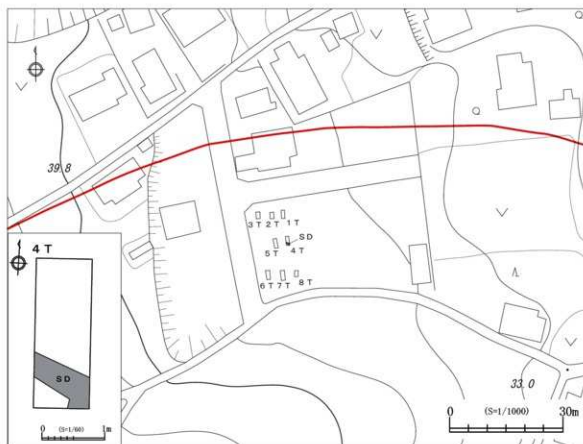 39.8
3T 2T 1T
SD
5T 4T
6T 7T 8T
4T
SD
0 (S=1/60) 1m
33.0
0 (S=1/1000) 30m